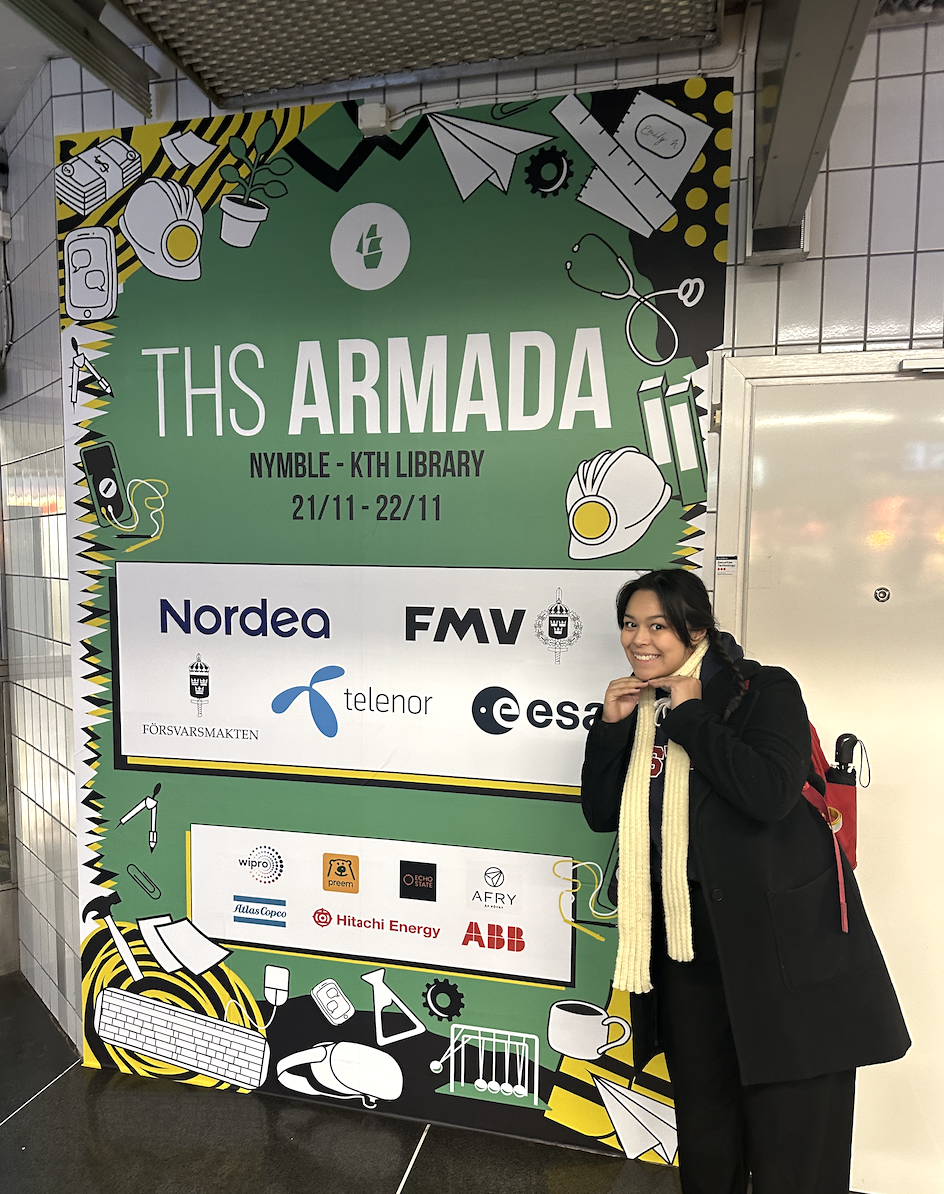 Emily A
THS ARMADA
NYMBLE - KTH LIBRARY
21/11 - 22/11
Nordea
FMV
FÖRSVARSMAKTEN
telenor
esa
wipro
preem
ECHO
STATE
AFRY
Atlas Copco
Hitachi Energy
ABB